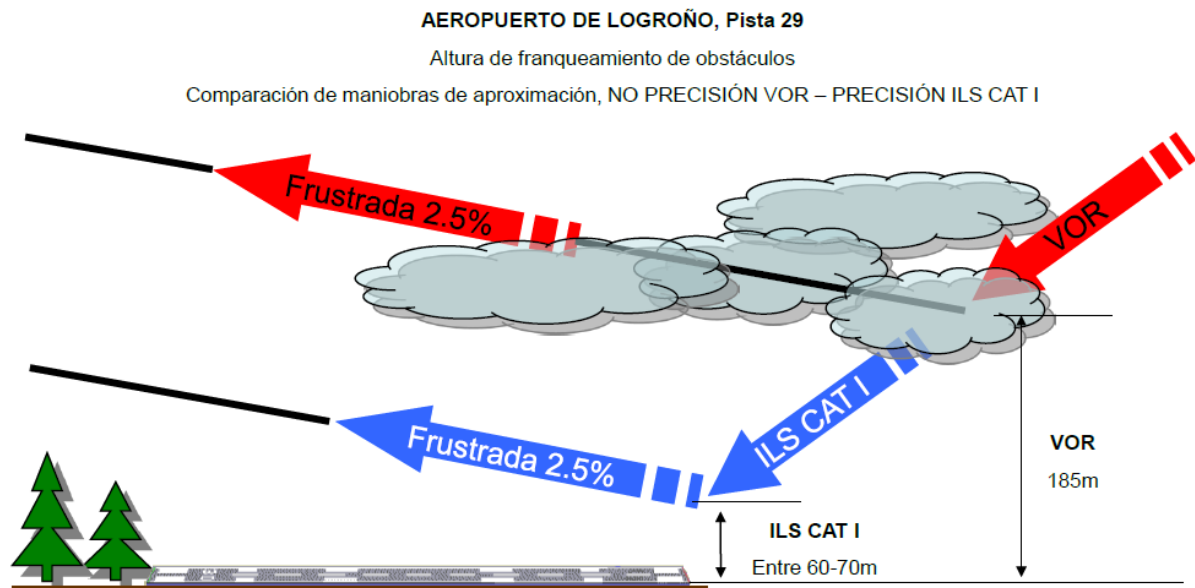 AEROPUERTO DE LOGROÑO, Pista 29
Altura de franqueamiento de obstáculos
Comparación de maniobras de aproximación, NO PRECISIÓN VOR – PRECISIÓN ILS CAT I
Frustrada 2.5%
VOR
Frustrada 2.5%
ILS CAT I
VOR
185m
ILS CAT I
Entre 60-70m